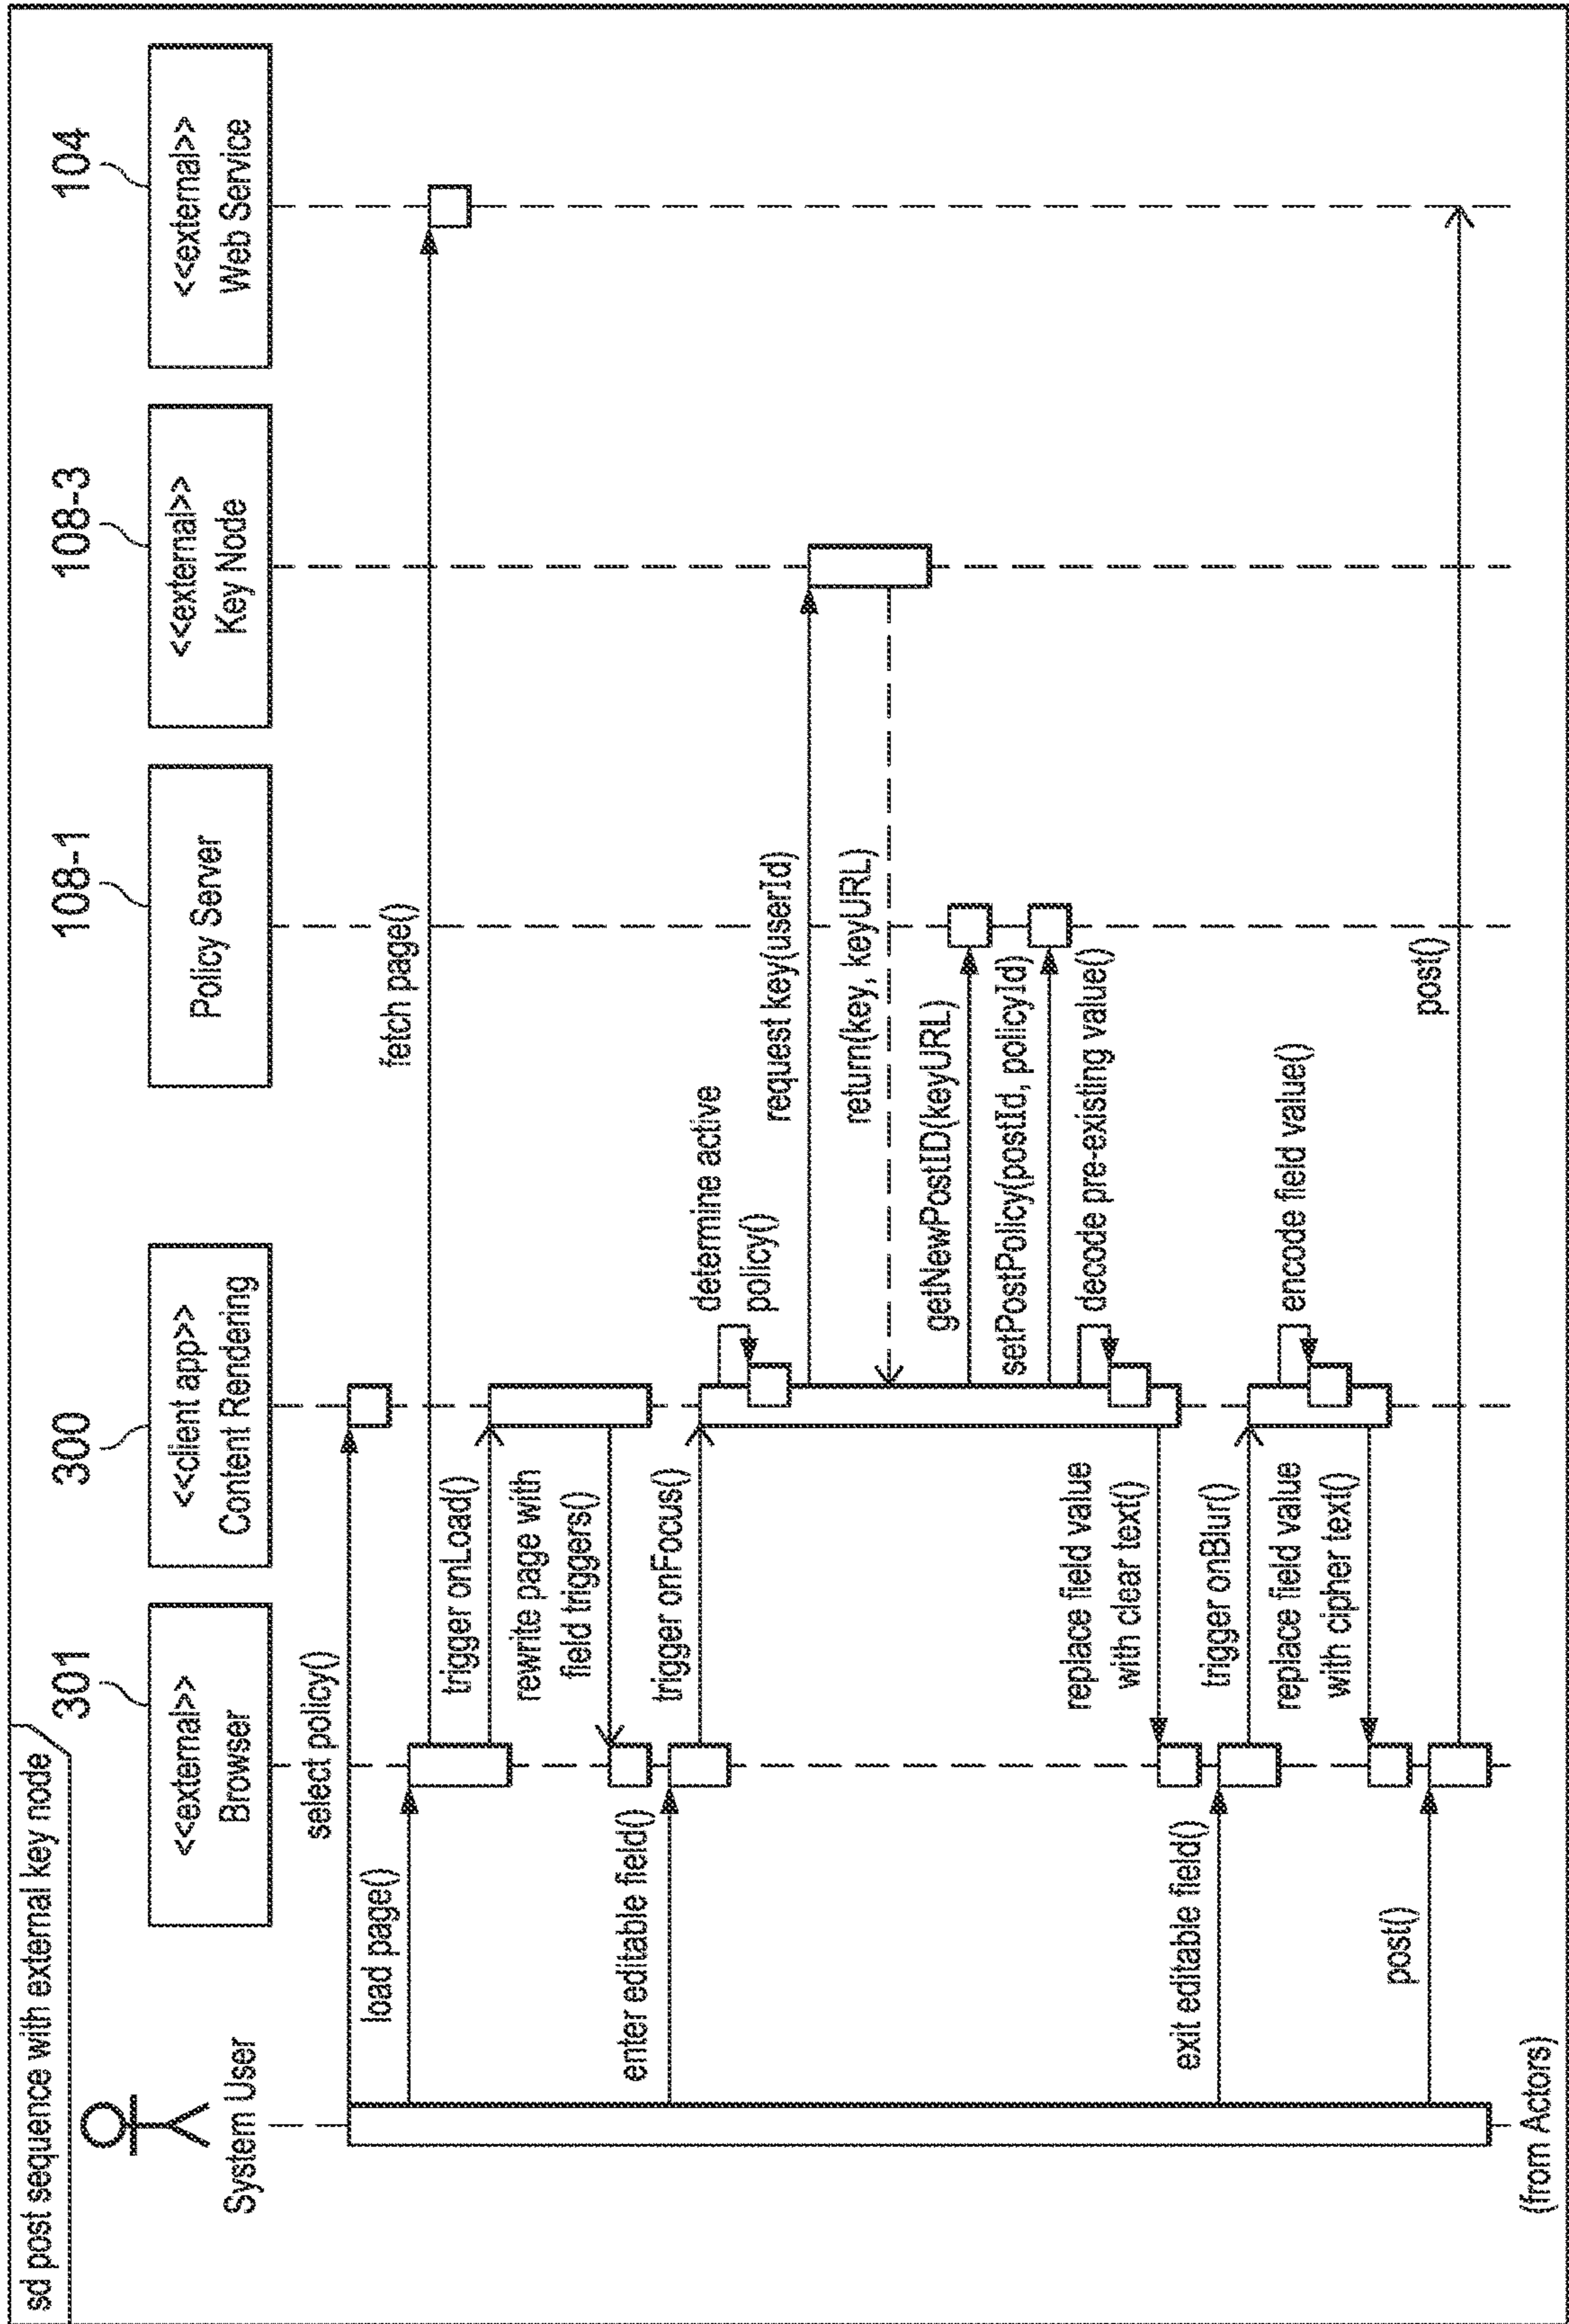 sd post sequence with external key node
System User
301
<<external>>
Browser
300
<<client app>>
Content Rendering
108-1
Policy Server
108-3
<<external>>
Key Node
104
<<external>>
Web Service
select policy()
load page()
fetch page()
trigger onLoad()
rewrite page with
field triggers()
enter editable field()
trigger onFocus()
determine active
policy()
request key(userId)
return(key, keyURL)
getNewPostID(keyURL)
setPostPolicy(postId, policyId)
decode pre-existing value()
replace field value
with clear text()
exit editable field()
trigger onBlur()
encode field value()
replace field value
with cipher text()
post()
post()
(from Actors)